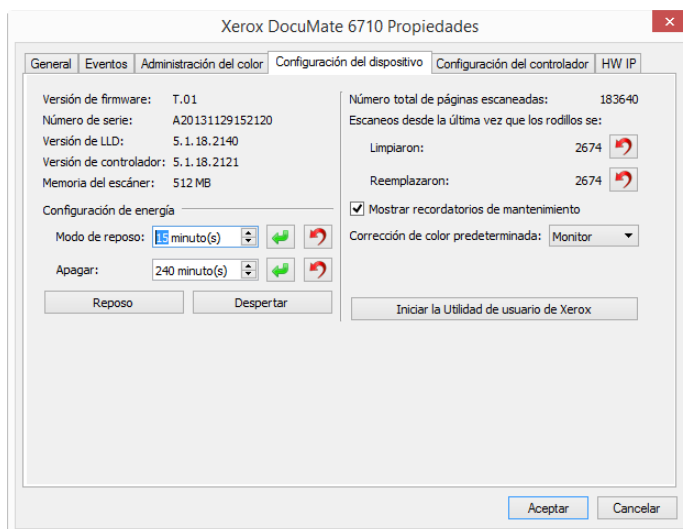 Xerox DocuMate 6710 Propiedades
General Eventos Administración del color Configuración del dispositivo Configuración del controlador HW IP
Versión de firmware: T.01
Número de serie: A20131129152120
Versión de LLD: 5.1.18.2140
Versión de controlador: 5.1.18.2121
Memoria del escáner: 512 MB
Configuración de energía
Modo de reposo: 15 minuto(s)
Apagar: 240 minuto(s)
Reposo Despertar
Número total de páginas escaneadas: 183640
Escaneos desde la última vez que los rodillos se:
Limpiaron: 2674
Reemplazaron: 2674
Mostrar recordatorios de mantenimiento
Corrección de color predeterminada: Monitor
Iniciar la Utilidad de usuario de Xerox
Aceptar Cancelar